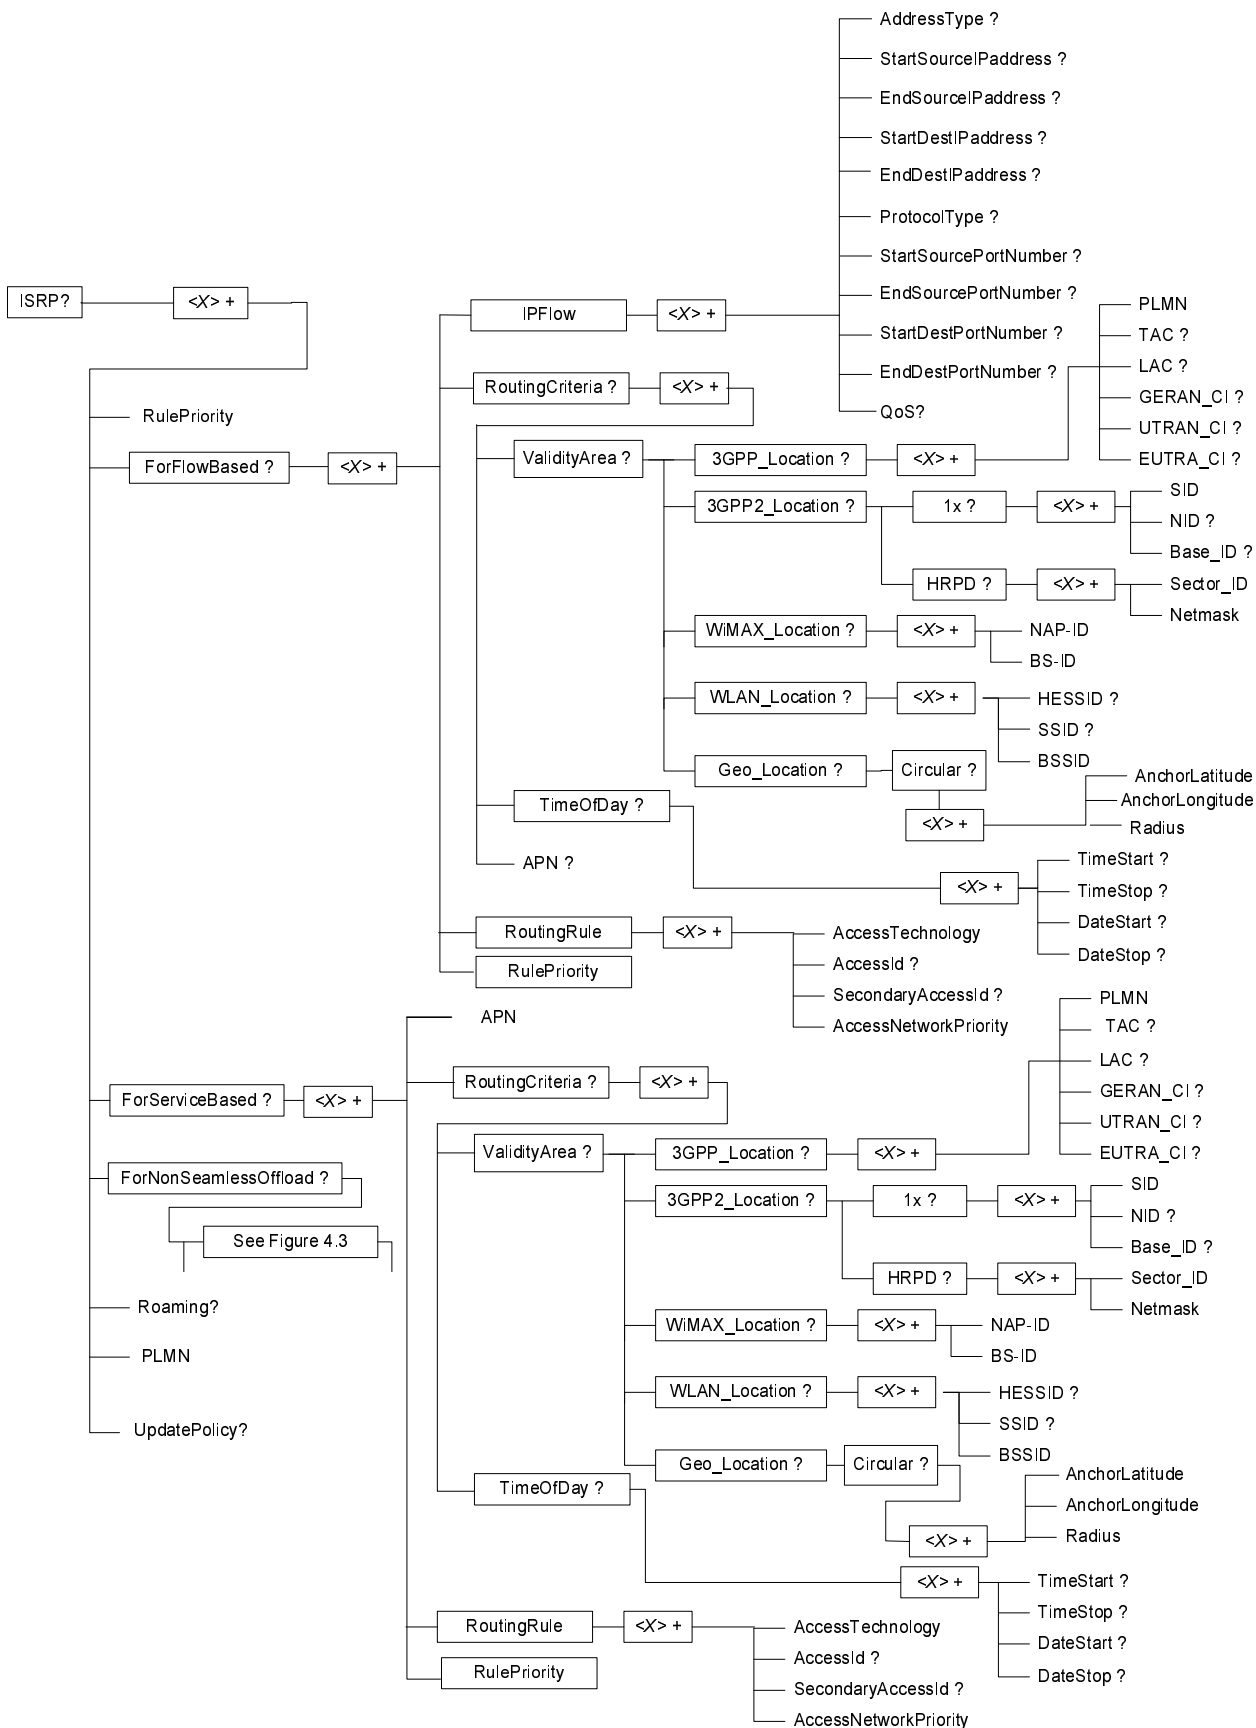 AddressType ?
StartSourceIPaddress ?
EndSourceIPaddress ?
StartDestIPaddress ?
EndDestIPaddress ?
ProtocolType ?
StartSourcePortNumber ?
EndSourcePortNumber ?
StartDestPortNumber ?
EndDestPortNumber ?
QoS?
ISRP?
<X> +
IPFlow
<X> +
RoutingCriteria ?
<X> +
PLMN
TAC ?
LAC ?
GERAN_CI ?
UTRAN_CI ?
EUTRA_CI ?
RulePriority
ForFlowBased ?
<X> +
ValidityArea ?
3GPP_Location ?
<X> +
3GPP2_Location ?
1x ?
<X> +
SID
NID ?
Base_ID ?
HRPD ?
<X> +
Sector_ID
Netmask
WiMAX_Location ?
<X> +
NAP-ID
BS-ID
WLAN_Location ?
<X> +
HESSID ?
SSID ?
BSSID
Geo_Location ?
Circular ?
<X> +
AnchorLatitude
AnchorLongitude
Radius
TimeOfDay ?
APN ?
<X> +
TimeStart ?
TimeStop ?
DateStart ?
DateStop ?
RoutingRule
<X> +
AccessTechnology
AccessId ?
SecondaryAccessId ?
AccessNetworkPriority
RulePriority
APN
ForServiceBased ?
<X> +
RoutingCriteria ?
<X> +
PLMN
TAC ?
LAC ?
GERAN_CI ?
UTRAN_CI ?
EUTRA_CI ?
ValidityArea ?
3GPP_Location ?
<X> +
ForNonSeamlessOffload ?
See Figure 4.3
3GPP2_Location ?
1x ?
<X> +
SID
NID ?
Base_ID ?
HRPD ?
<X> +
Sector_ID
Netmask
Roaming?
PLMN
UpdatePolicy?
WiMAX_Location ?
<X> +
NAP-ID
BS-ID
WLAN_Location ?
<X> +
HESSID ?
SSID ?
BSSID
Geo_Location ?
Circular ?
<X> +
AnchorLatitude
AnchorLongitude
Radius
TimeOfDay ?
<X> +
TimeStart ?
TimeStop ?
DateStart ?
DateStop ?
RoutingRule
<X> +
AccessTechnology
AccessId ?
SecondaryAccessId ?
AccessNetworkPriority
RulePriority